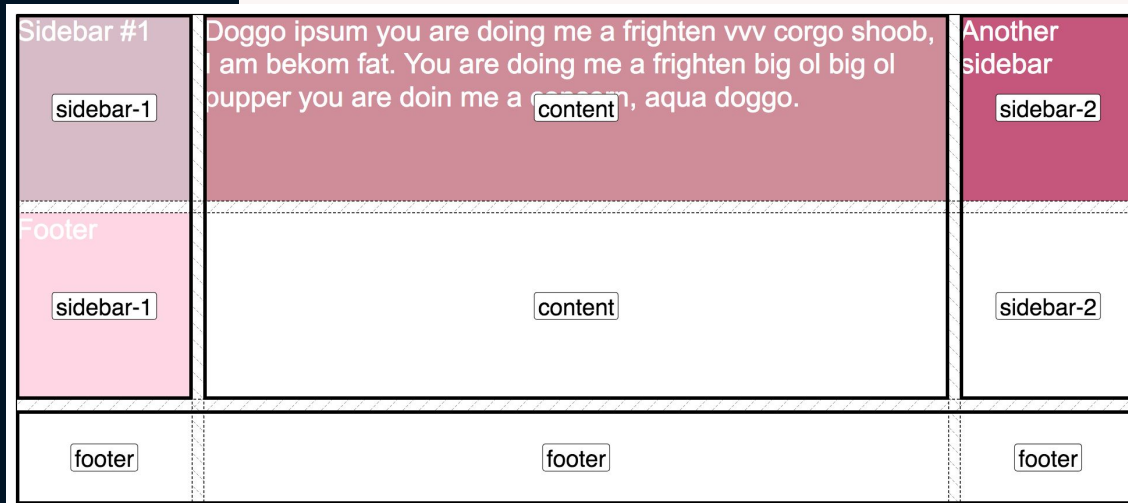 Sidebar #1
Doggo ipsum you are doing me a frighten vvv corgo shoob,
I am bekom fat. You are doing me a frighten big ol big ol
pupper you are doin me a concern, aqua doggo.
Another
sidebar
sidebar-1
content
sidebar-2
Footer
sidebar-1
content
sidebar-2
footer
footer
footer